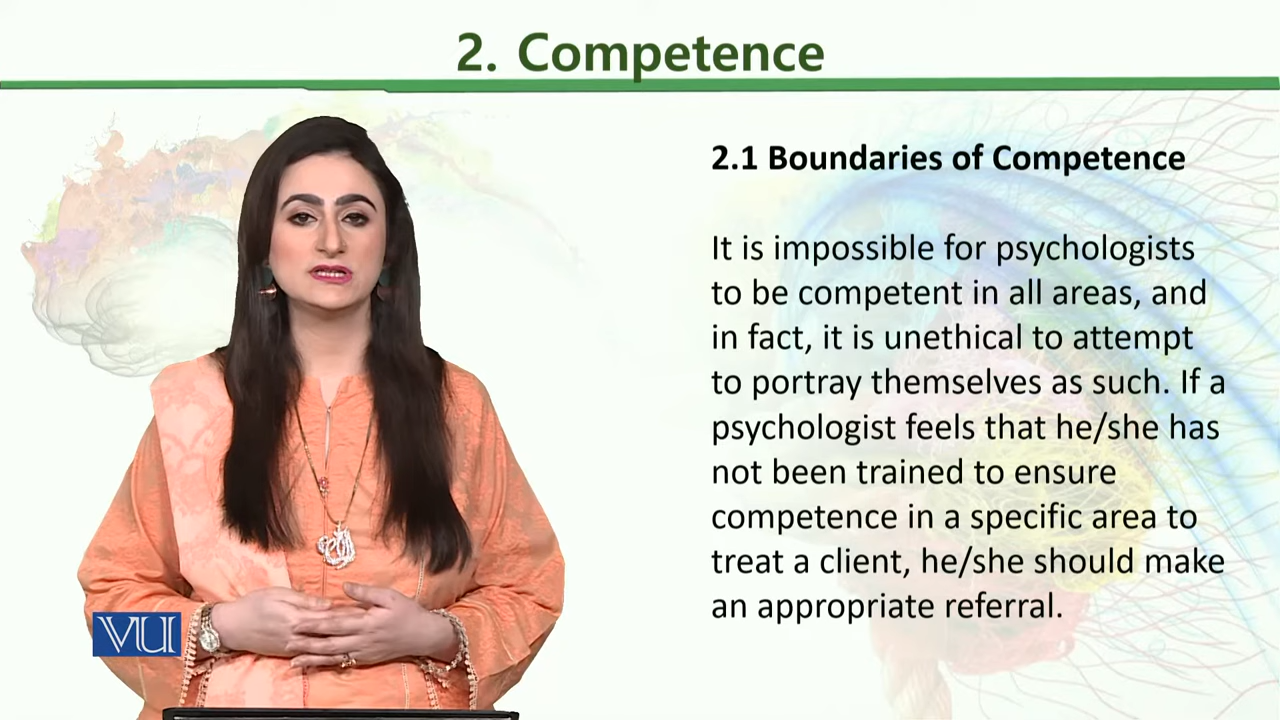 2. Competence
2.1 Boundaries of Competence
It is impossible for psychologists
to be competent in all areas, and
in fact, it is unethical to attempt
to portray themselves as such. If a
psychologist feels that he/she has
not been trained to ensure
competence in a specific area to
treat a client, he/she should make
an appropriate referral.
VU
الله